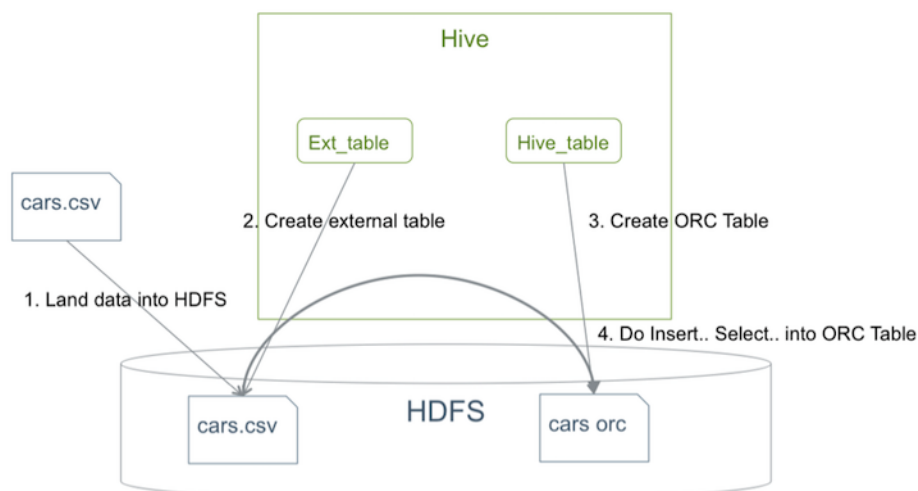 Hive
Ext_table
Hive_table
cars.csv
2. Create external table
3. Create ORC Table
1. Land data into HDFS
4. Do Insert.. Select.. into ORC Table
cars.csv
HDFS
cars orc